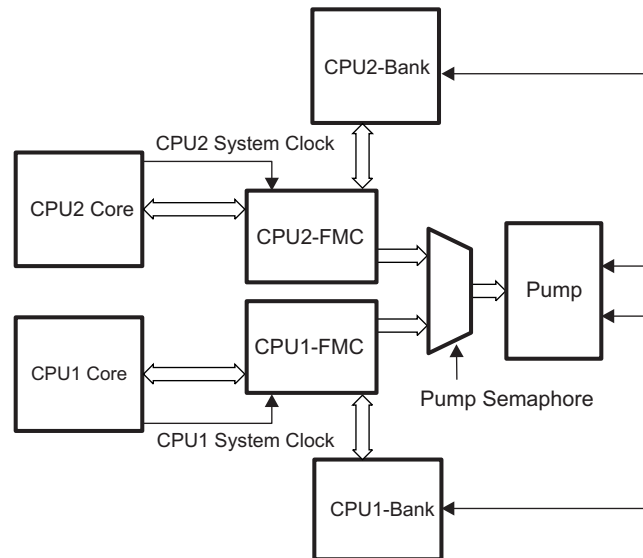 CPU2-Bank
CPU2 System Clock
CPU2 Core
CPU2-FMC
Pump
CPU1-FMC
CPU1 Core
Pump Semaphore
CPU1 System Clock
CPU1-Bank